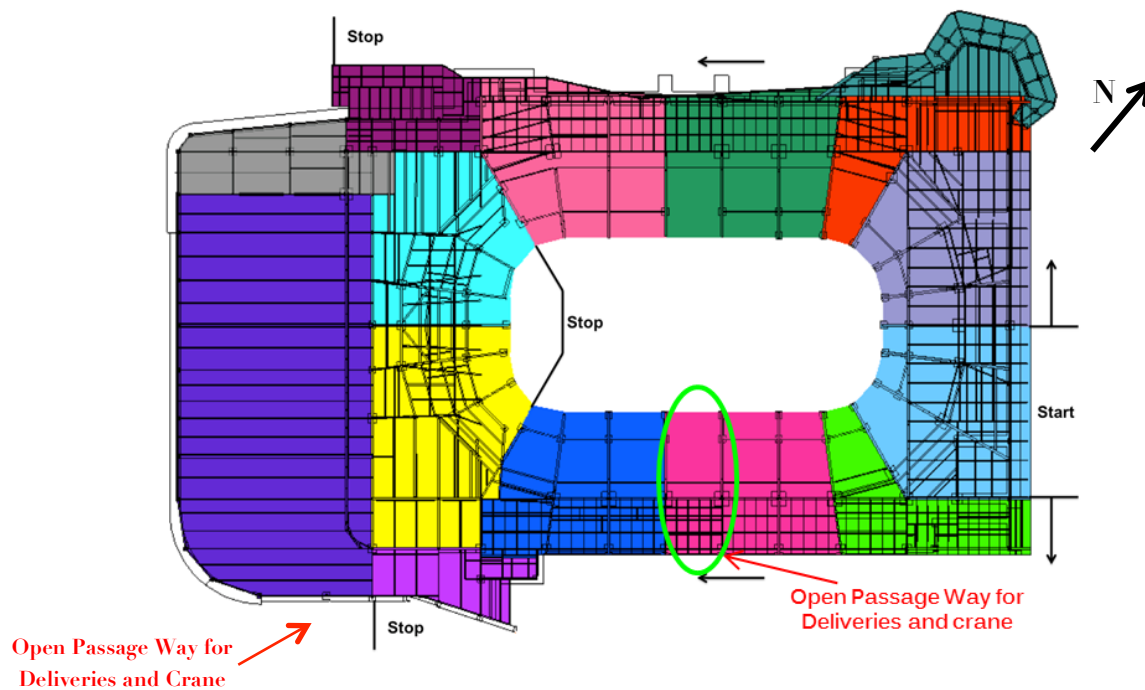 Stop
N
Stop
Start
Open Passage Way for
Deliveries and crane
Stop
Open Passage Way for
Deliveries and Crane